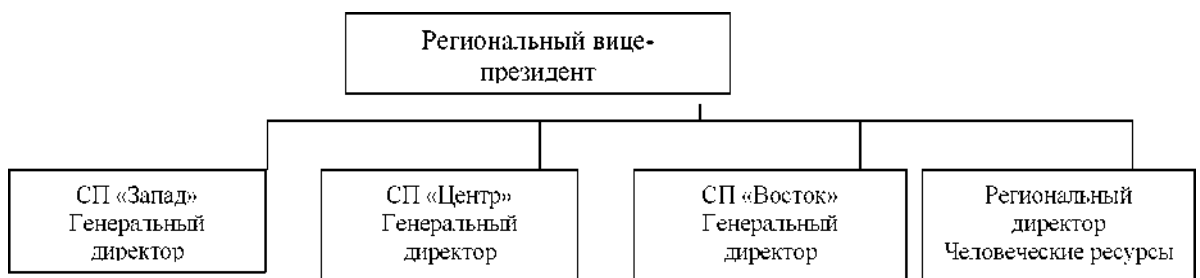 Региональный вице-
президент
СП «Запад»
Генеральный
директор
СП «Центр»
Генеральный
директор
СП «Восток»
Генеральный
директор
Региональный
директор
Человеческие ресурсы